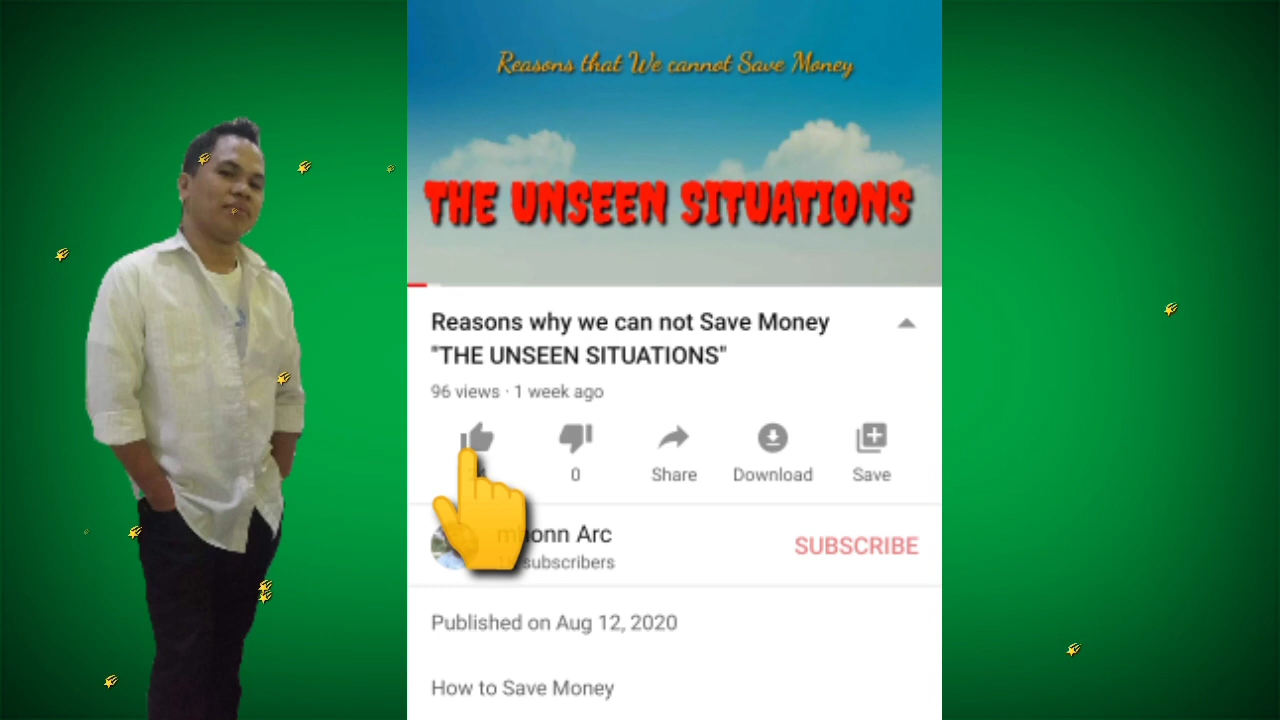 Reasons that We cannot Save Money
THE UNSEEN SITUATIONS
Reasons why we can not Save Money
"THE UNSEEN SITUATIONS"
96 views · 1 week ago
0
Share
Download
Save
Arc
SUBSCRIBE
subscribers
Published on Aug 12, 2020
How to Save Money